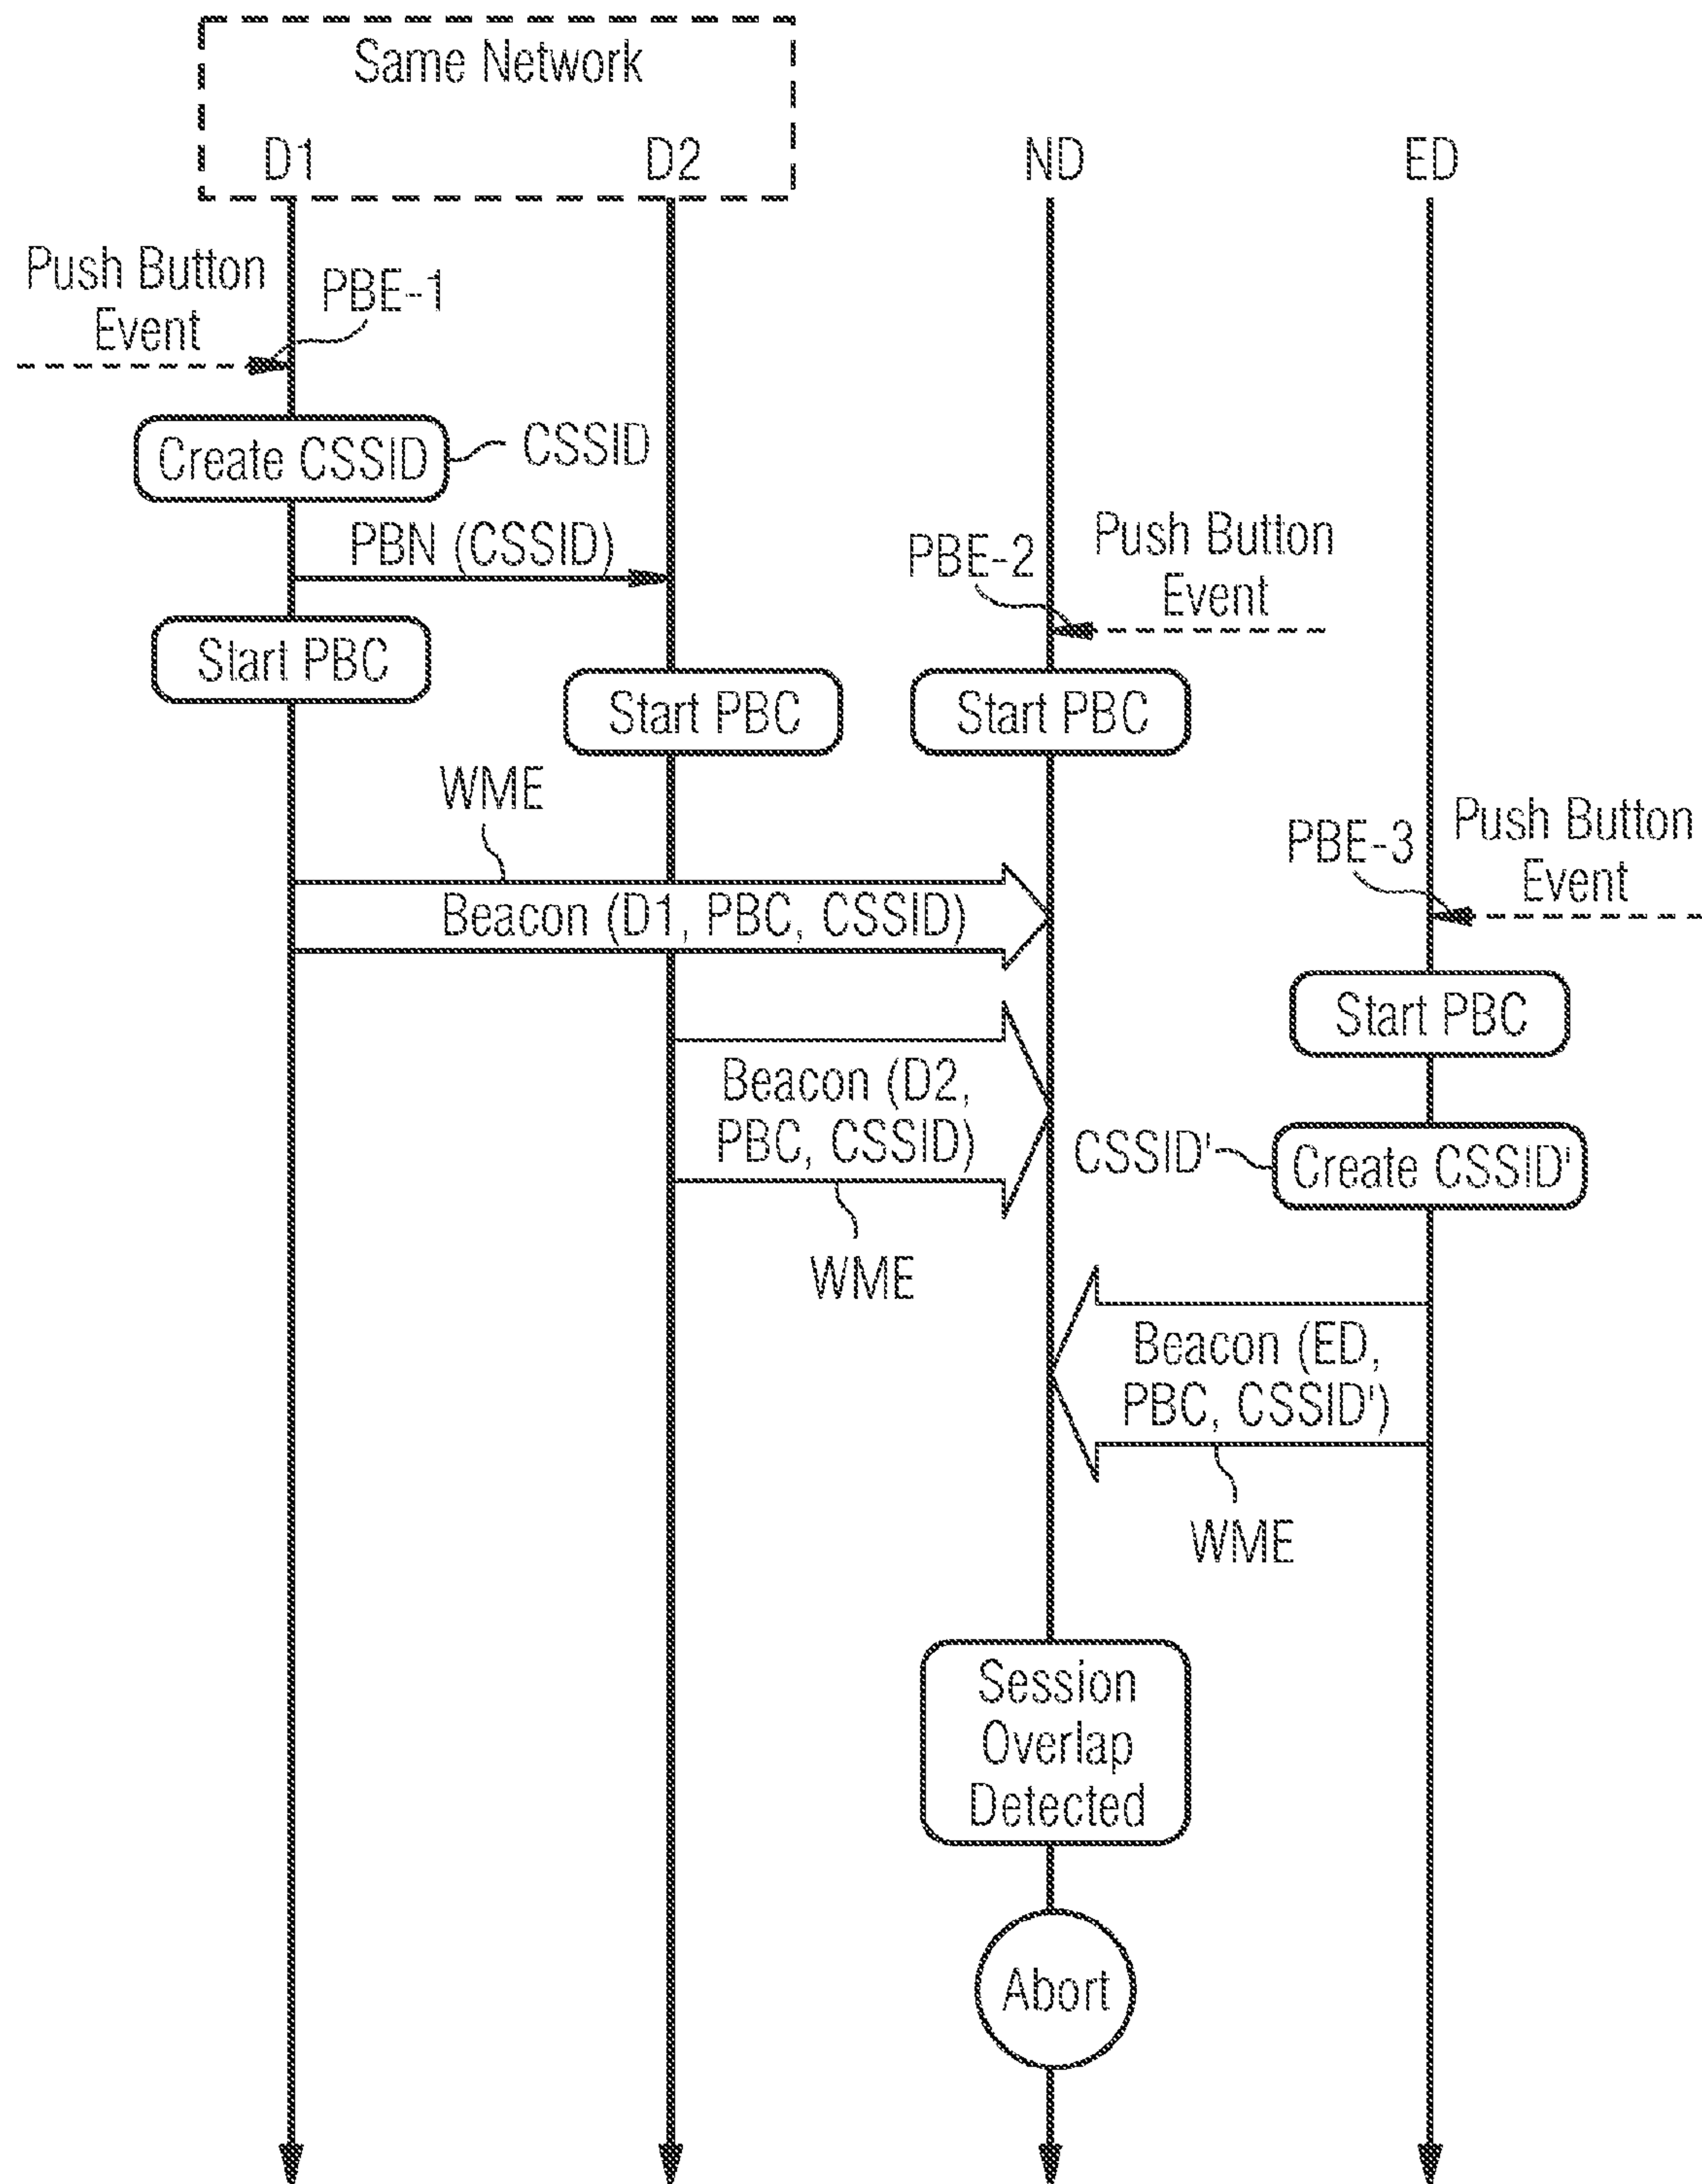 Same Network
D1
D2
ND
ED
Push Button
Event
PBE-1
Create CSSID
CSSID
PBN (CSSID)
PBE-2
Push Button
Event
Start PBC
Start PBC
Start PBC
WME
PBE-3
Push Button
Event
Beacon (D1, PBC, CSSID)
Start PBC
Beacon (D2,
PBC, CSSID)
CSSID'
Create CSSID'
WME
Beacon (ED,
PBC, CSSID')
WME
Session
Overlap
Detected
Abort